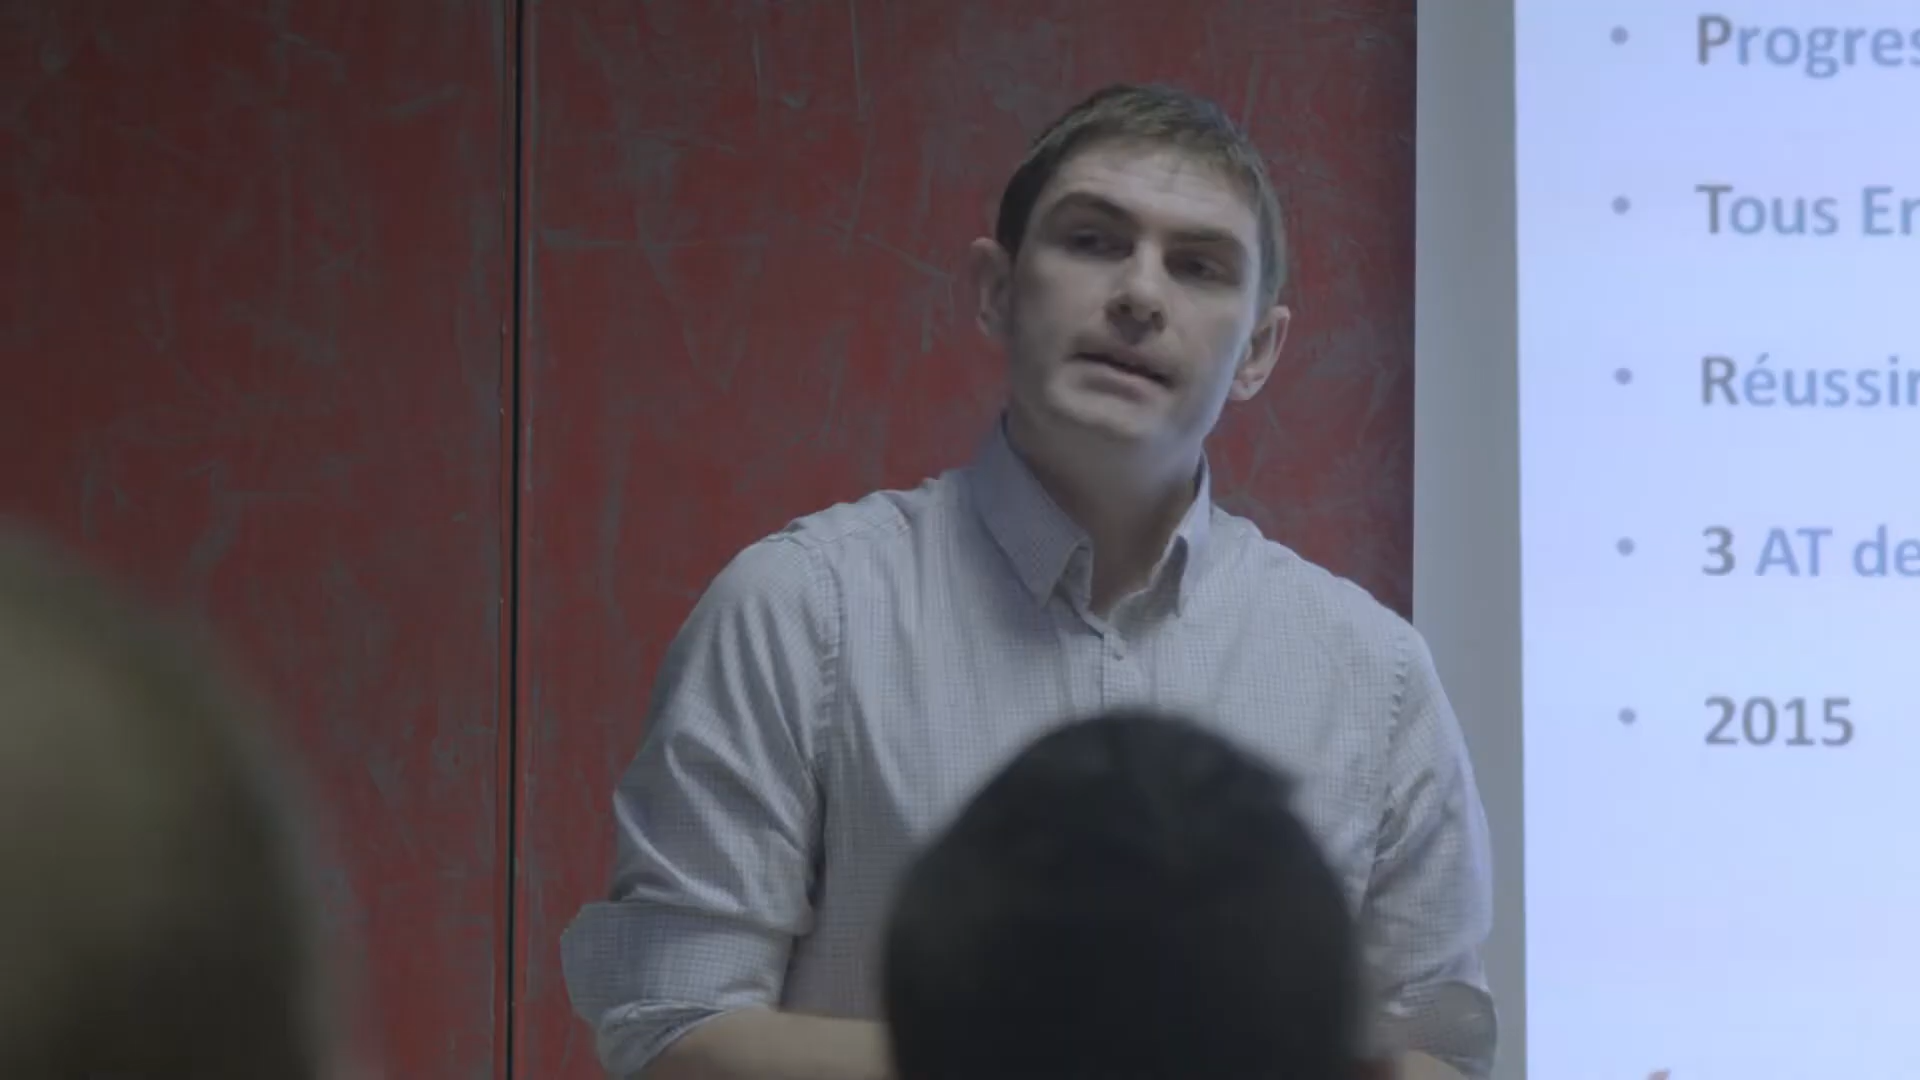 • Progres
• Tous En
• Réussir
• 3 AT de
• 2015